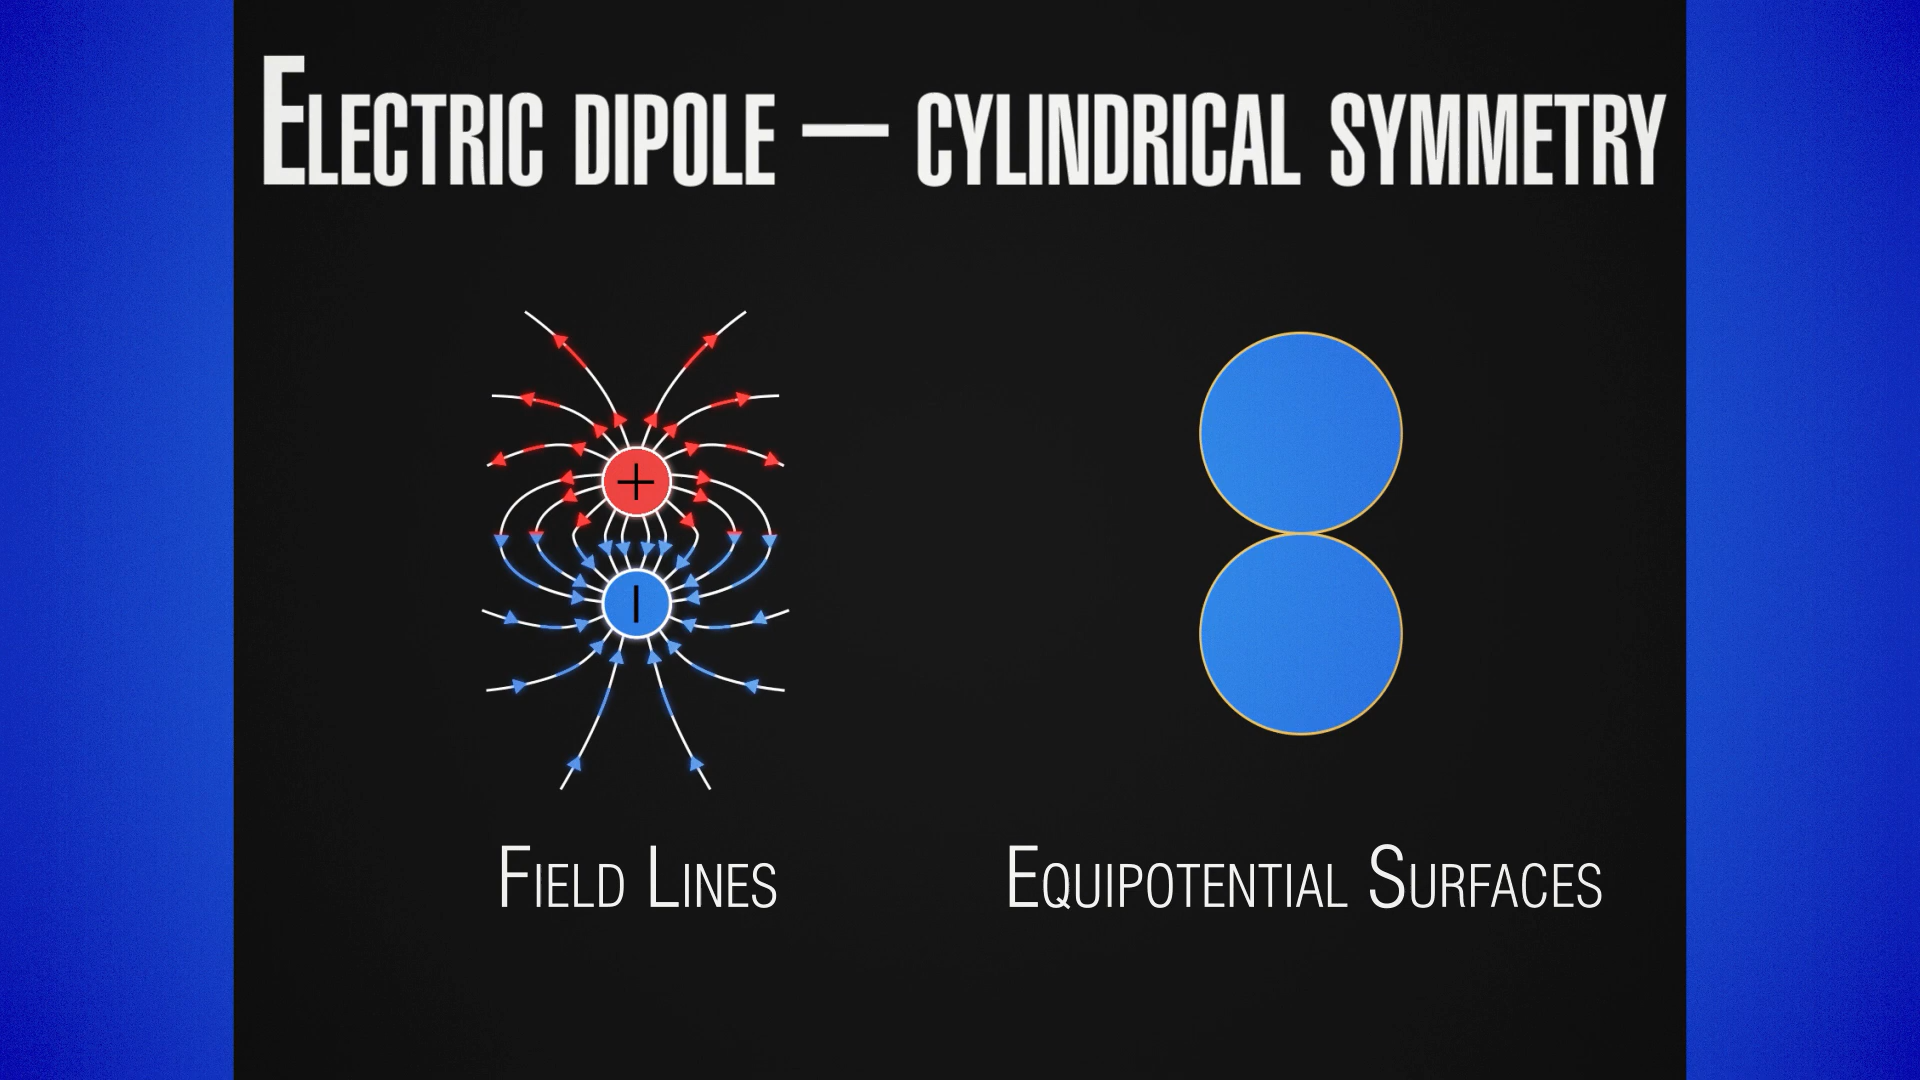 Electric dipole — cylindrical symmetry
+
−
Field Lines
Equipotential Surfaces